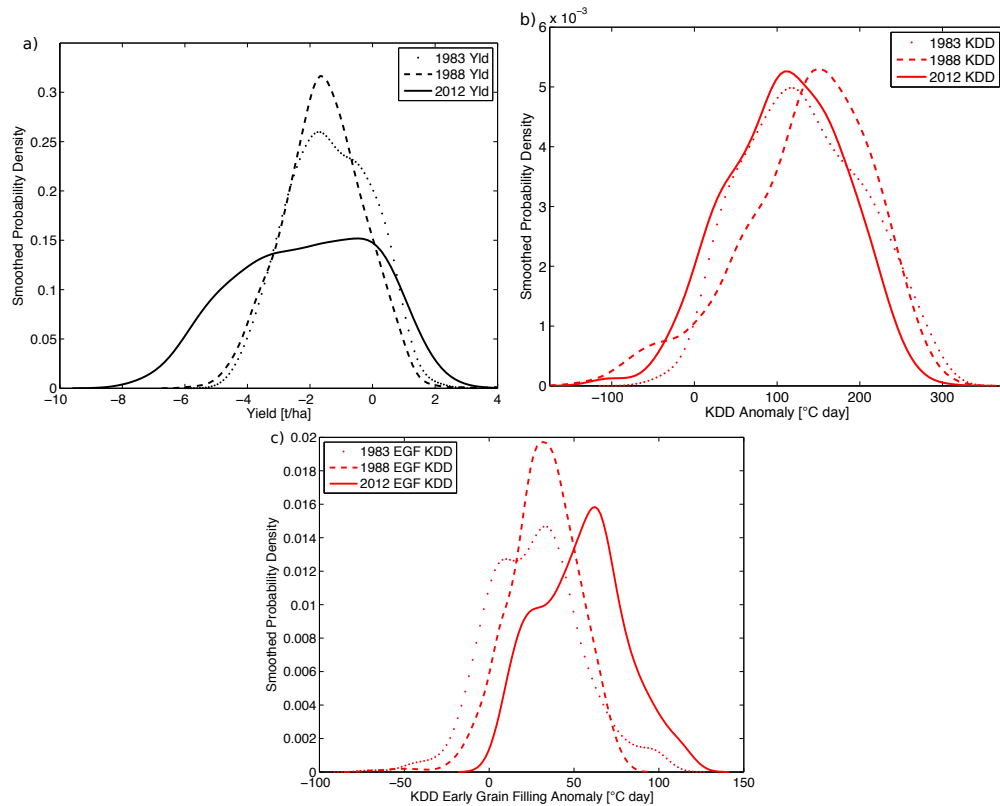 a)
1983 Yld
1988 Yld
2012 Yld
0.3
0.25
0.2
0.15
0.1
0.05
0
−10
−8
−6
−4
−2
0
2
4
Smoothed Probability Density
Yield [t/ha]
b)
6 x 10⁻³
1983 KDD
1988 KDD
2012 KDD
5
4
3
2
1
0
−100
0
100
200
300
Smoothed Probability Density
KDD Anomaly [°C day]
c)
1983 EGF KDD
1988 EGF KDD
2012 EGF KDD
0.02
0.018
0.016
0.014
0.012
0.01
0.008
0.006
0.004
0.002
0
−100
−50
0
50
100
150
Smoothed Probability Density
KDD Early Grain Filling Anomaly [°C day]